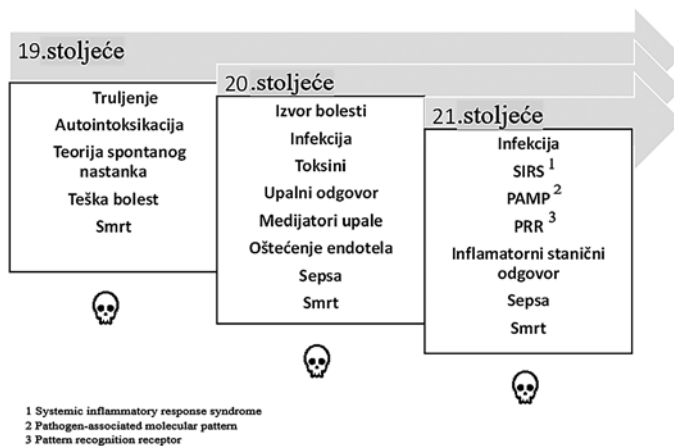 19.stoljeće
Truljenje
Autointoksikacija
Teorija spontanog
nastanka
Teška bolest
Smrt
20.stoljeće
Izvor bolesti
Infekcija
Toksini
Upalni odgovor
Medijatori upale
Oštećenje endotela
Sepsa
Smrt
21.stoljeće
Infekcija
SIRS 1
PAMP 2
PRR 3
Inflamatorni stanični
odgovor
Sepsa
Smrt
1 Systemic inflammatory response syndrome
2 Pathogen-associated molecular pattern
3 Pattern recognition receptor